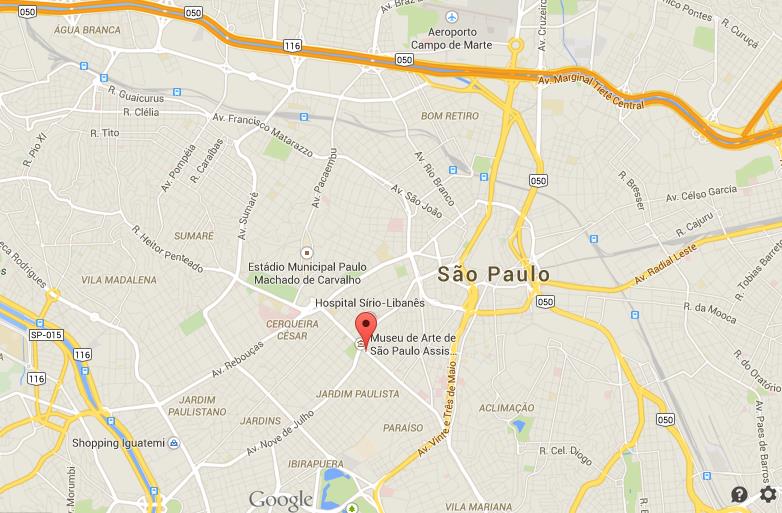 Av. Braz L
ÁGUA BRANCA
050
050
116
050
Aeroporto
Campo de Marte
Av. Cruzeiro
Pontes
R. Curuçá
R. Guaicurus
R. Clélia
R. Tito
R. Pio XI
Av. Pompéia
R. Caraíbas
Av. Francisco Matarazzo
Av. Pacaembu
BOM RETIRO
Av. Marginal Tietê Central
Av. Rio Branco
050
Av. São João
R. Bresser
Av. Célso Garcia
R. Cajuru
Av. Sumaré
SUMARÉ
R. Heitor Penteado
VILA MADALENA
Rodrigues
Estádio Municipal Paulo
Machado de Carvalho
São Paulo
Av. Radial Leste
R. Tobias Barreto
050
R. da Mooca
Hospital Sírio-Libanês
CERQUEIRA
CÉSAR
Museu de Arte de
São Paulo Assis...
SP-015
116
116
Av. Rebouças
R. do Oratório
JARDIM PAULISTA
JARDIM
PAULISTANO
JARDINS
Av. Nove de Julho
PARAÍSO
ACLIMAÇÃO
Av. Vinte e Três de Maio
050
Av. Paes de Barros
Shopping Iguatemi
R. Cel. Diogo
IBIRAPUERA
Morumbi
Google
VILA MARIANA